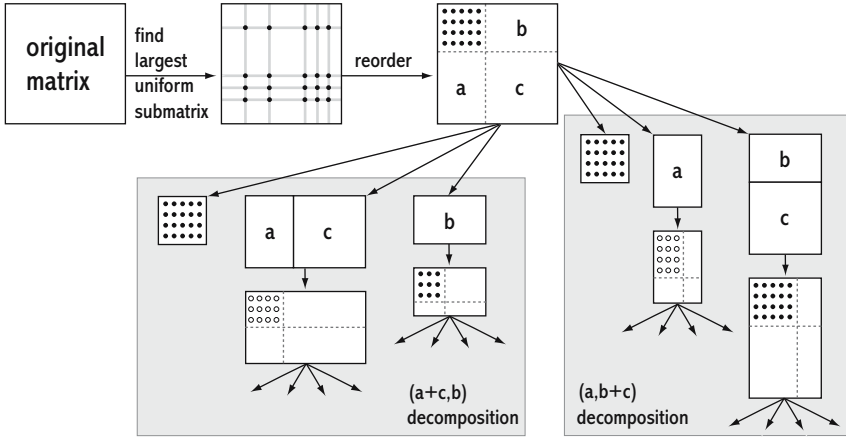 original
matrix
find
largest
uniform
submatrix
reorder
b
a
c
a
c
b
(a+c,b)
decomposition
a
b
c
(a,b+c)
decomposition